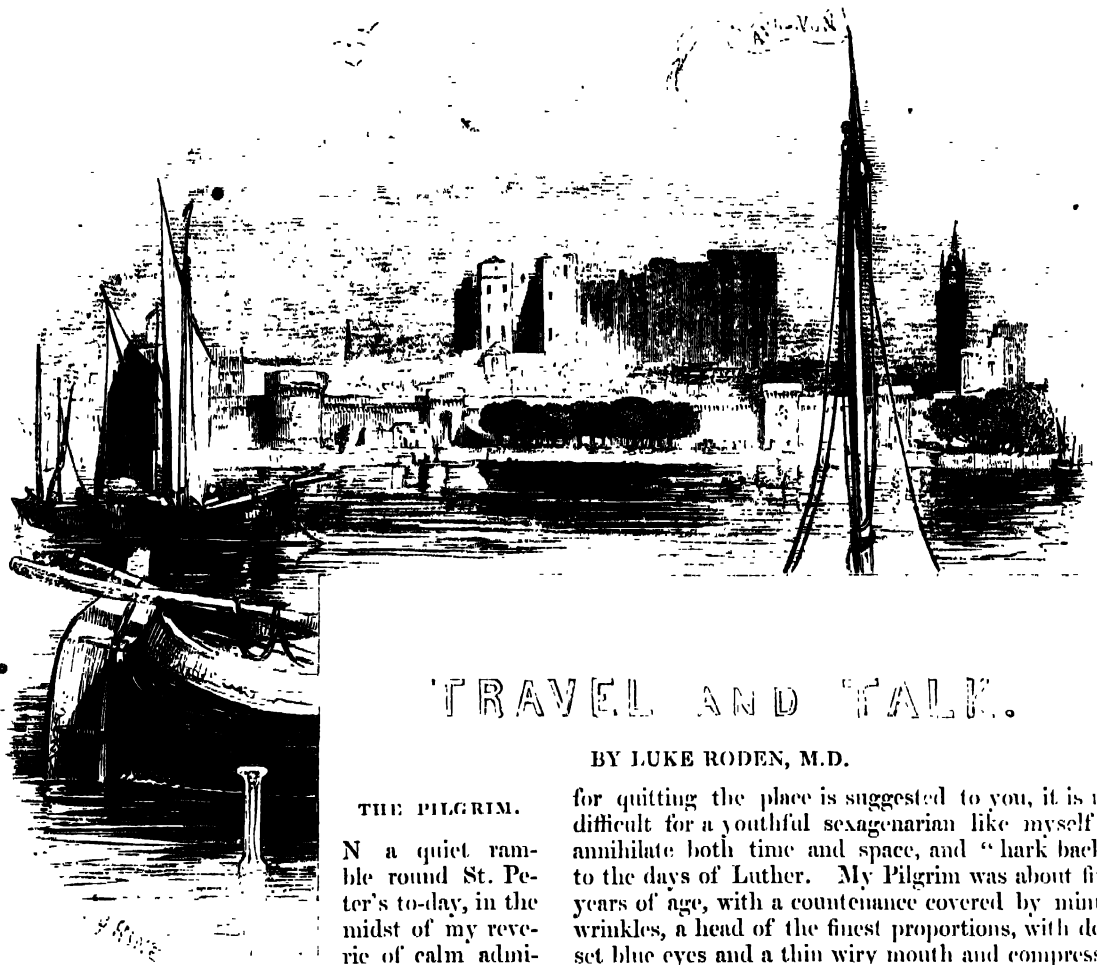 TRAVEL AND TALK.
BY LUKE RODEN, M.D.
THE PILGRIM.
N a quiet ram-
ble round St. Pe-
ter's to-day, in the
midst of my reve-
rie of calm admi-
for quitting the place is suggested to you, it is
difficult for a youthful sexagenarian like myself
annihilate both time and space, and “hark
to the days of Luther. My Pilgrim was about
years of age, with a countenance covered by
wrinkles, a head of the finest proportions, with
set blue eyes and a thin wiry mouth and